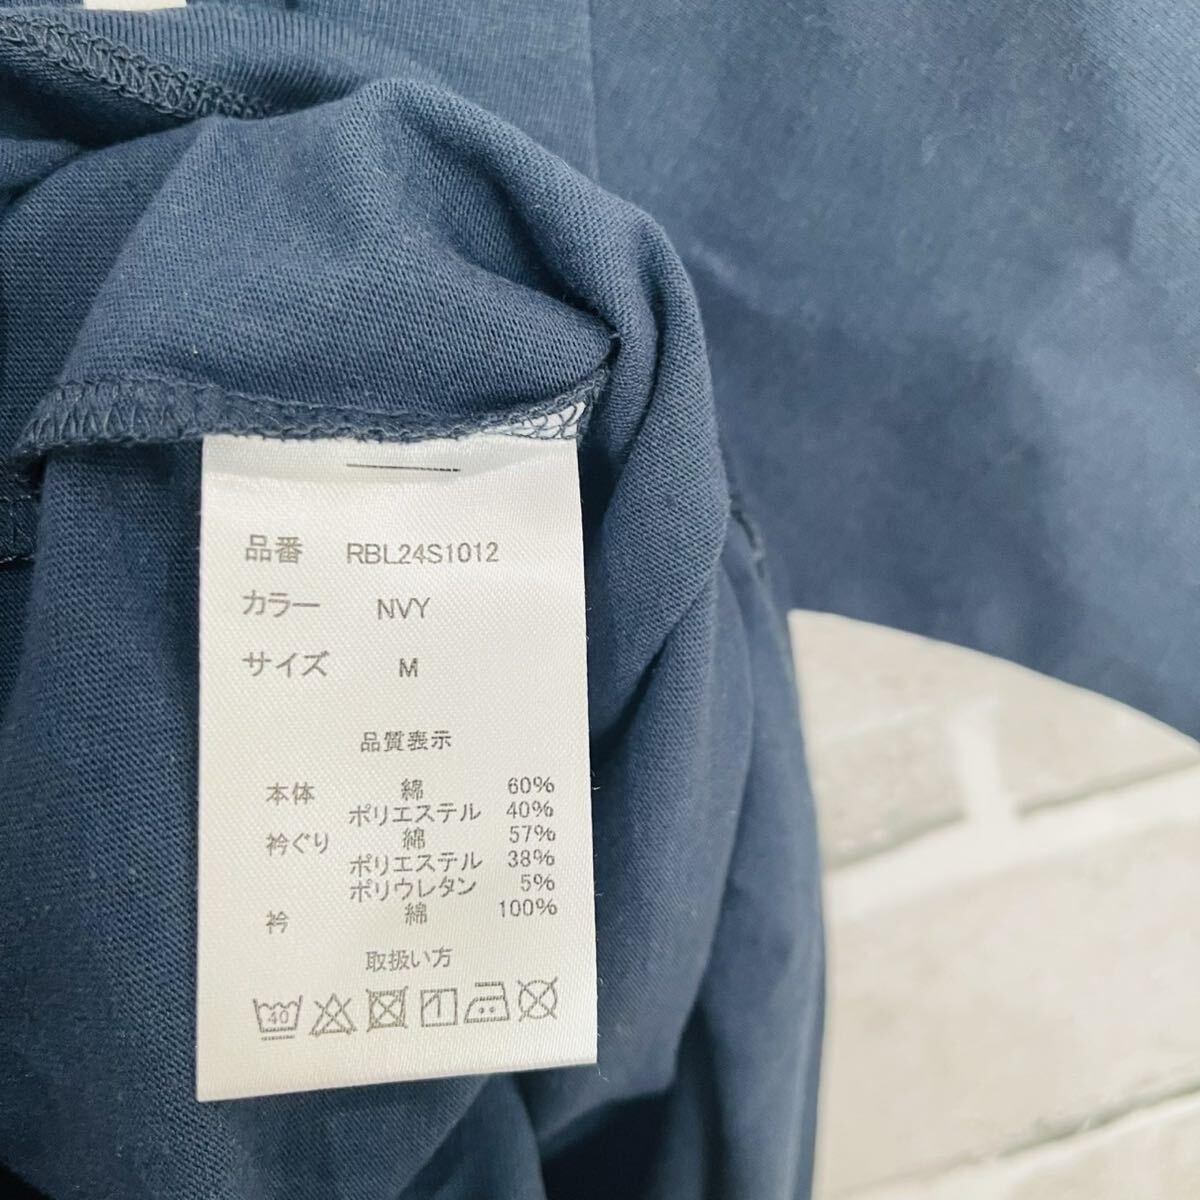 品番 RBL24S1012
カラー NVY
サイズ M
品質表示
本体 綿 60%
ポリエステル 40%
衿ぐり 綿 57%
ポリエステル 38%
ポリウレタン 5%
衿 綿 100%
取扱い方
40